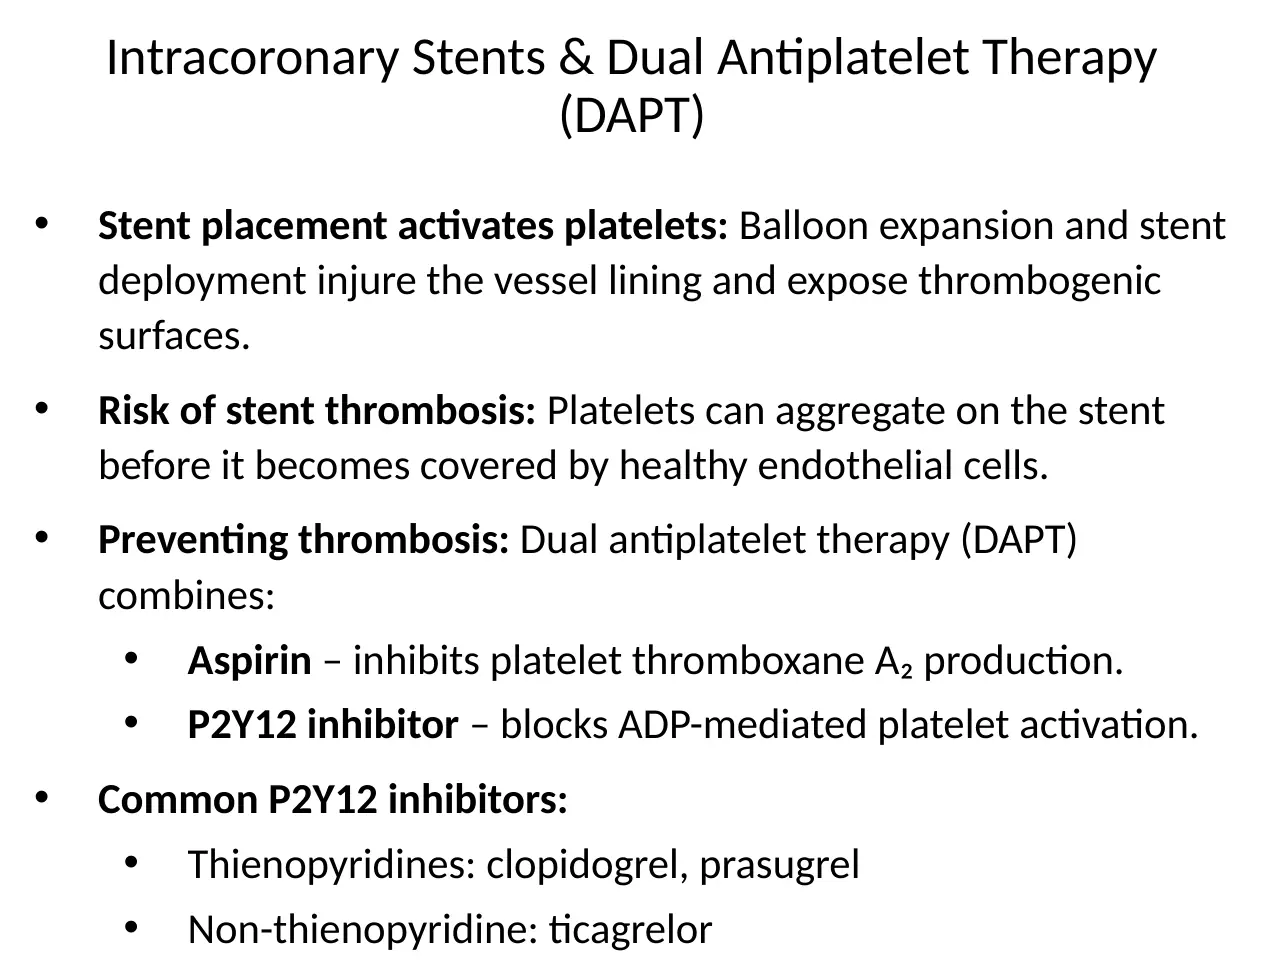 Intracoronary Stents & Dual Antiplatelet Therapy
(DAPT)
• Stent placement activates platelets: Balloon expansion and stent
deployment injure the vessel lining and expose thrombogenic
surfaces.
• Risk of stent thrombosis: Platelets can aggregate on the stent
before it becomes covered by healthy endothelial cells.
• Preventing thrombosis: Dual antiplatelet therapy (DAPT)
combines:
• Aspirin – inhibits platelet thromboxane A₂ production.
• P2Y12 inhibitor – blocks ADP-mediated platelet activation.
• Common P2Y12 inhibitors:
• Thienopyridines: clopidogrel, prasugrel
• Non-thienopyridine: ticagrelor